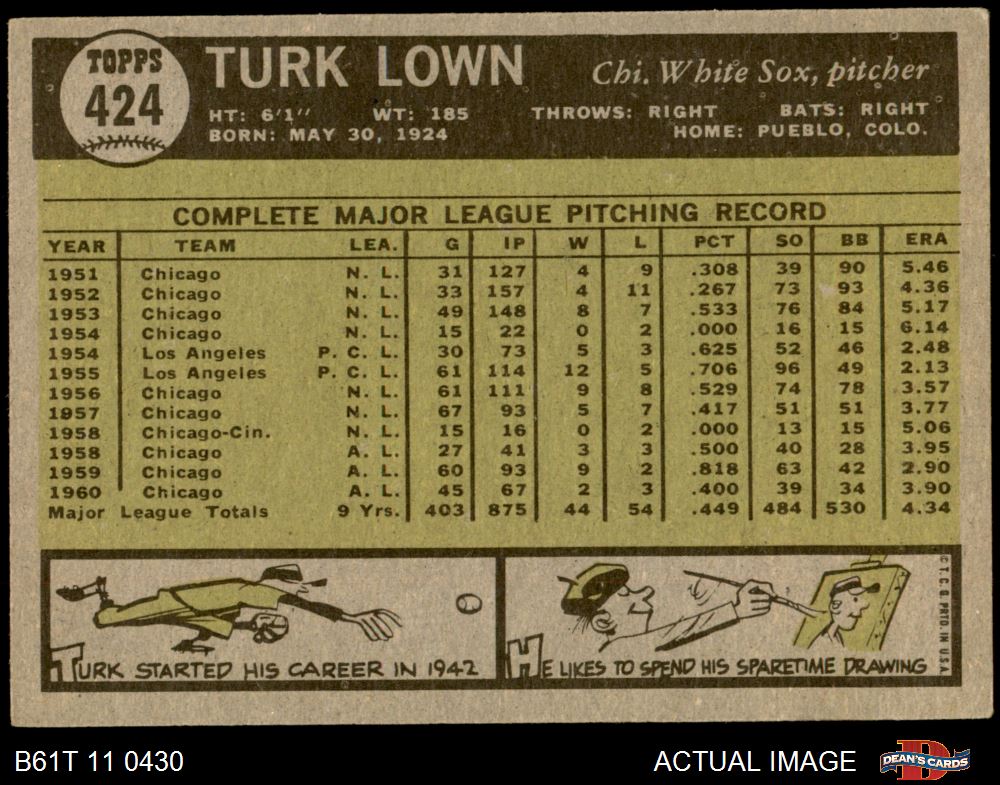 TOPPS
424
TURK LOWN
Chi. White Sox, pitcher
HT: 6'1" WT: 185 THROWS: RIGHT BATS: RIGHT
BORN: MAY 30, 1924 HOME: PUEBLO, COLO.
COMPLETE MAJOR LEAGUE PITCHING RECORD
YEAR TEAM LEA. G IP W L PCT SO BB ERA
1951 Chicago N. L. 31 127 4 9 .308 39 90 5.46
1952 Chicago N. L. 33 157 4 11 .267 73 93 4.36
1953 Chicago N. L. 49 148 8 7 .533 76 84 5.17
1954 Chicago N. L. 15 22 0 2 .000 16 15 6.14
1954 Los Angeles P. C. L. 30 73 5 3 .625 52 46 2.48
1955 Los Angeles P. C. L. 61 114 12 5 .706 96 49 2.13
1956 Chicago N. L. 61 111 9 8 .529 74 78 3.57
1957 Chicago N. L. 67 93 5 7 .417 51 51 3.77
1958 Chicago-Cin. N. L. 15 16 0 2 .000 13 15 5.06
1958 Chicago A. L. 27 41 3 3 .500 40 28 3.95
1959 Chicago A. L. 60 93 9 2 .818 63 42 2.90
1960 Chicago A. L. 45 67 2 3 .400 39 34 3.90
Major League Totals 9 Yrs. 403 875 44 54 .449 484 530 4.34
TURK STARTED HIS CAREER IN 1942
HE LIKES TO SPEND HIS SPARETIME DRAWING
© T. C. G. PRTD. IN U.S.A.
B61T 11 0430 ACTUAL IMAGE
D
DEAN'S CARDS